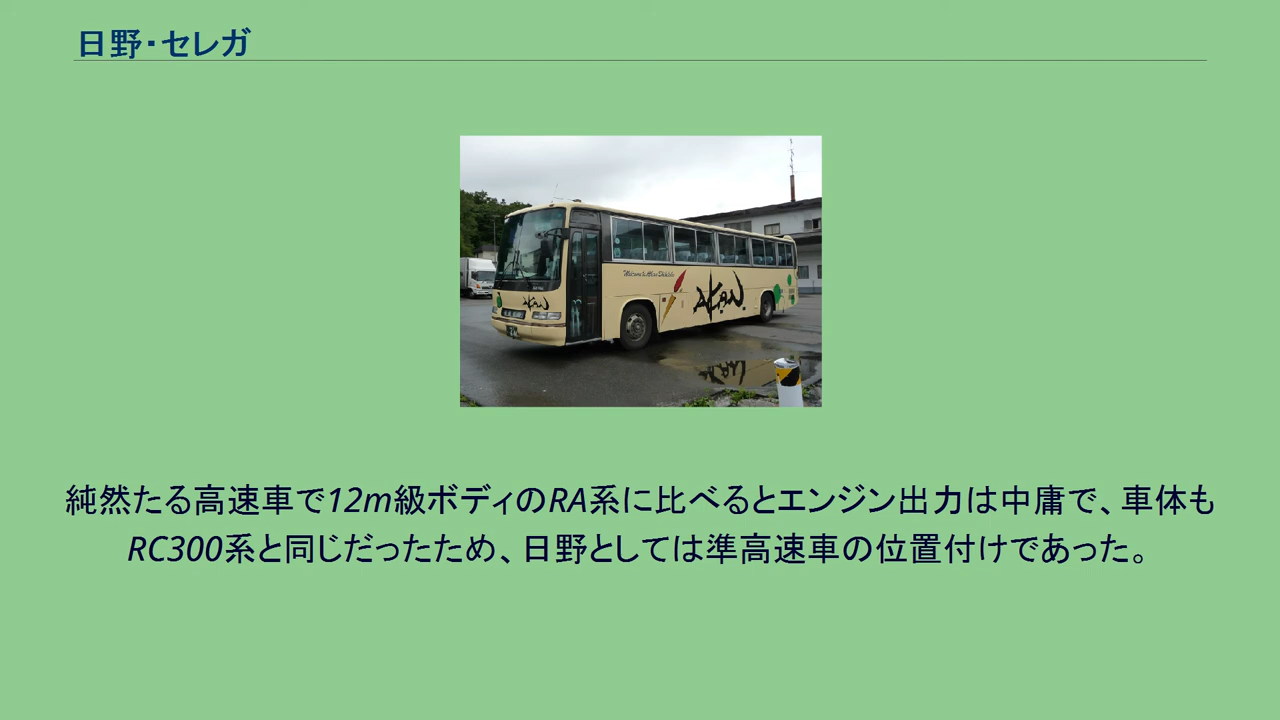 日野・セレガ
AKAN
AKAN
純然たる高速車で12m級ボディのRA系に比べるとエンジン出力は中庸で、車体も
RC300系と同じだったため、日野としては準高速車の位置付けであった。